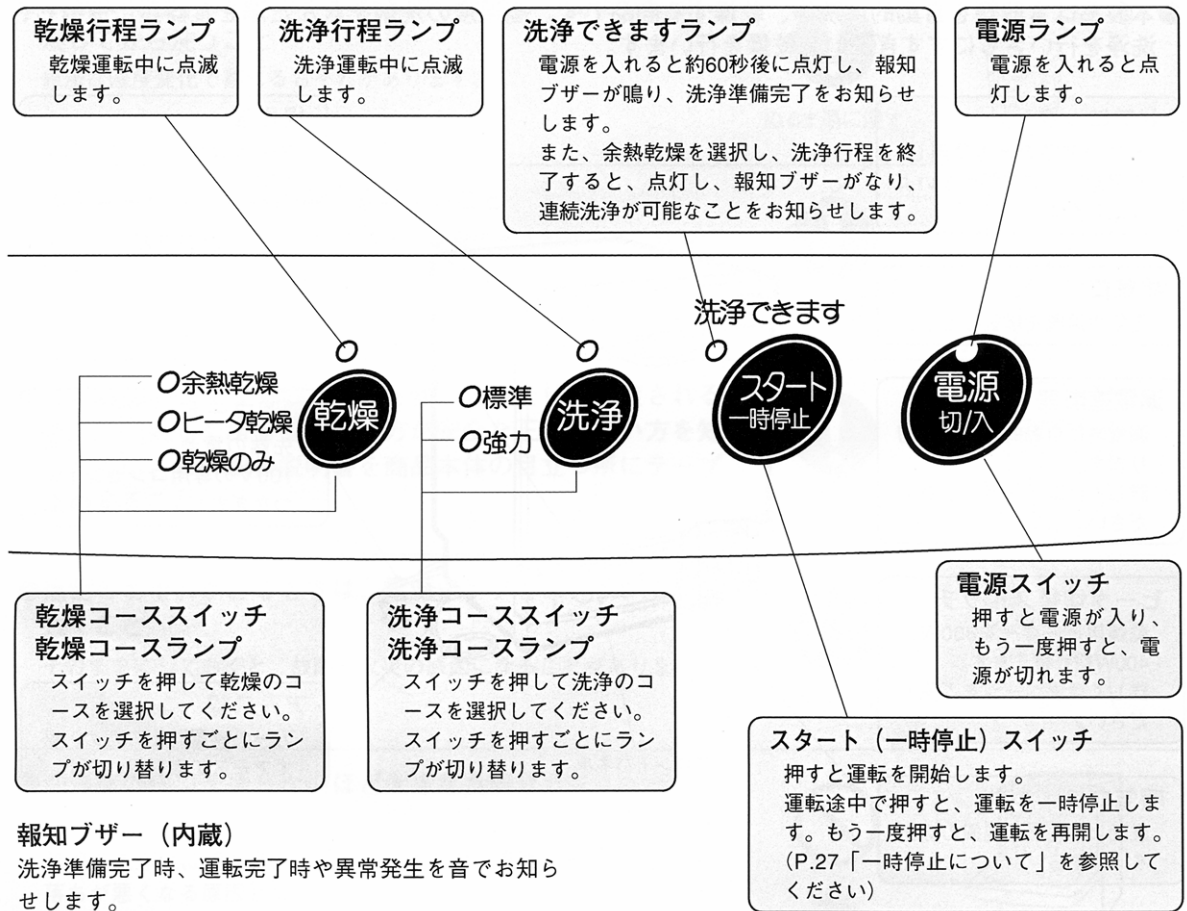 乾燥行程ランプ
乾燥運転中に点滅
します。
洗浄行程ランプ
洗浄運転中に点滅
します。
洗浄できますランプ
電源を入れると約60秒後に点灯し、報知
ブザーが鳴り、洗浄準備完了をお知らせ
します。
また、余熱乾燥を選択し、洗浄行程を終
了すると、点灯し、報知ブザーがなり、
連続洗浄が可能なことをお知らせします。
電源ランプ
電源を入れると点
灯します。
余熱乾燥
ヒータ乾燥
乾燥のみ
乾燥
標準
強力
洗浄
洗浄できます
スタート
一時停止
電源
切/入
乾燥コーススイッチ
乾燥コースランプ
スイッチを押して乾燥のコ
ースを選択してください。
スイッチを押すごとにラン
プが切り替ります。
洗浄コーススイッチ
洗浄コースランプ
スイッチを押して洗浄のコ
ースを選択してください。
スイッチを押すごとにラン
プが切り替ります。
電源スイッチ
押すと電源が入り、
もう一度押すと、電
源が切れます。
スタート（一時停止）スイッチ
押すと運転を開始します。
運転途中で押すと、運転を一時停止しま
す。もう一度押すと、運転を再開します。
(P.27「一時停止について」を参照して
ください)
報知ブザー（内蔵）
洗浄準備完了時、運転完了時や異常発生を音でお知ら
せします。